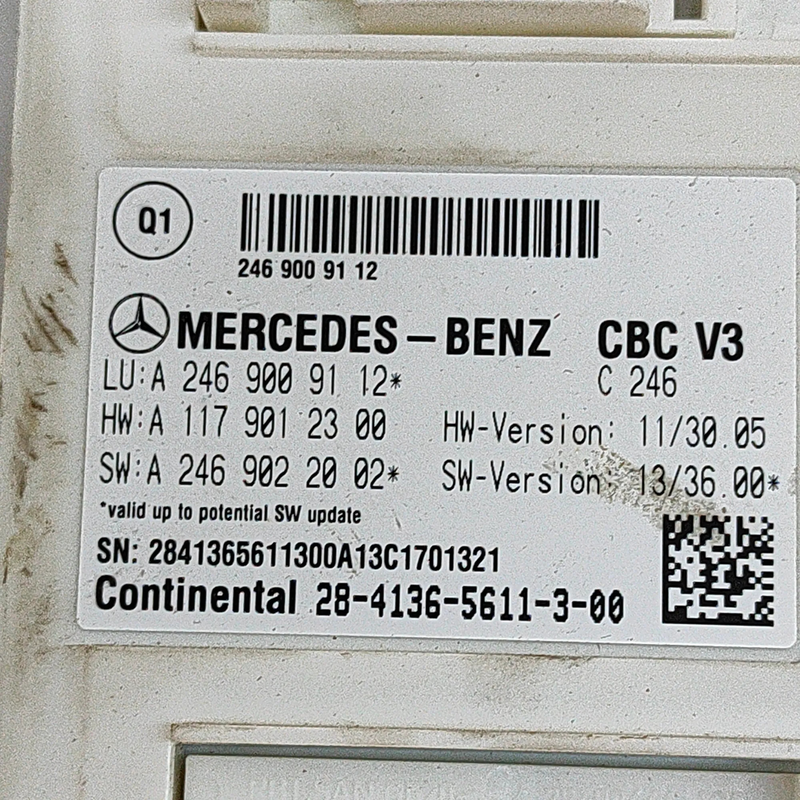 Q1
246 900 91 12
MERCEDES-BENZ CBC V3
LU:A 246 900 91 12* C 246
HW:A 117 901 23 00 HW-Version: 11/30.05
SW:A 246 902 20 02* SW-Version: 13/36.00*
*valid up to potential SW update
SN: 2841365611300A13C1701321
Continental 28-4136-5611-3-00